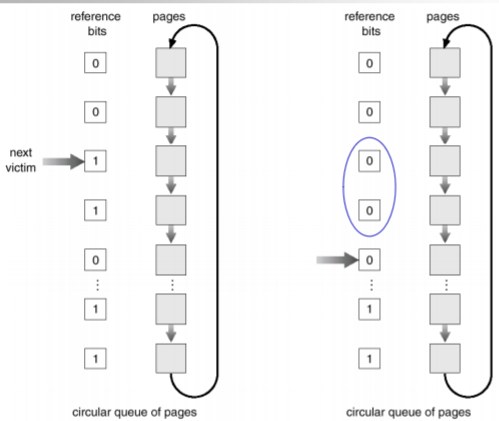 reference
bits
pages
0
0
next
victim
1
1
0
1
1
circular queue of pages
reference
bits
pages
0
0
0
0
0
1
1
circular queue of pages